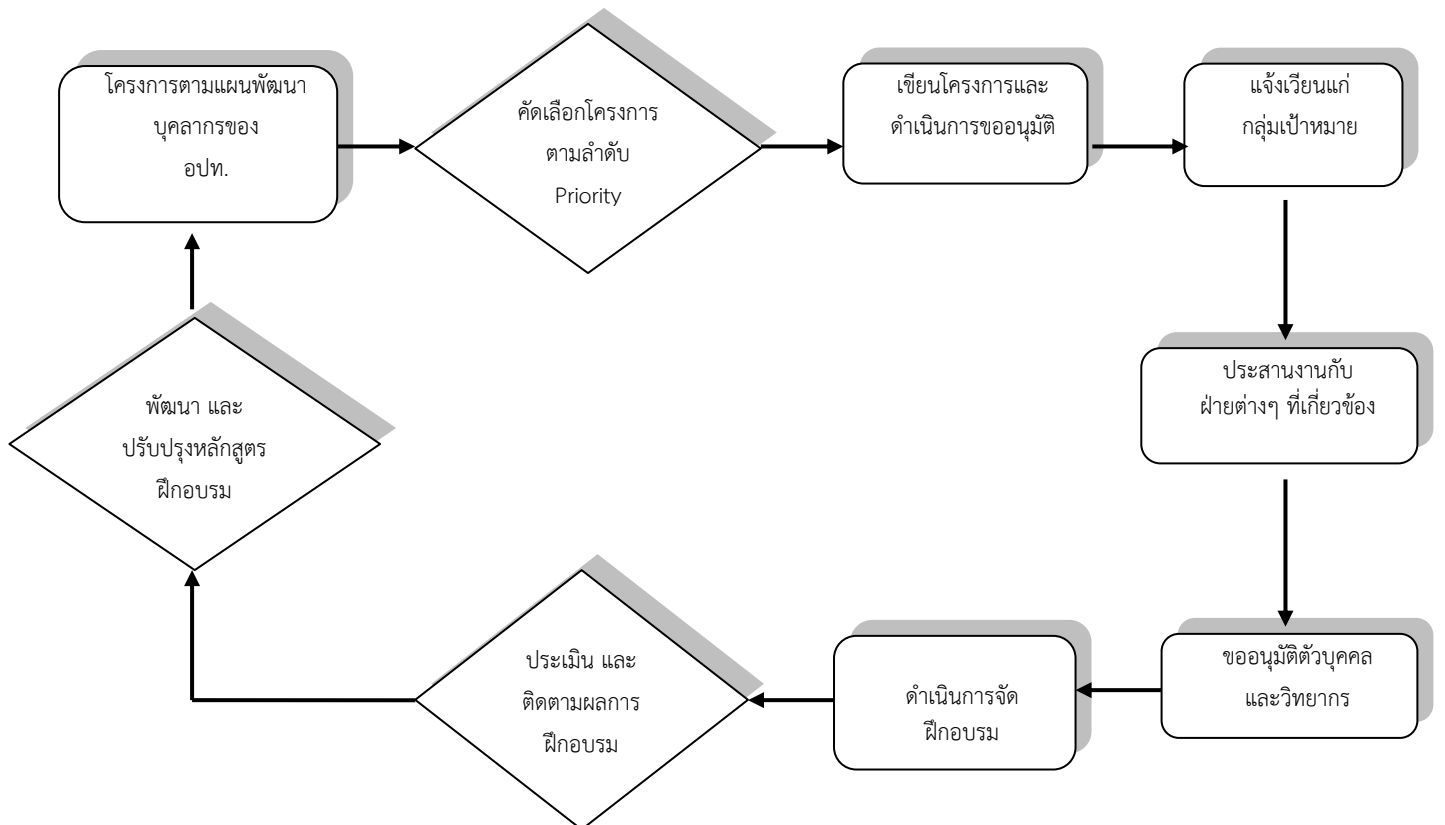 โครงการตามแผนพัฒนา
บุคลากรของ
อปท.
คัดเลือกโครงการ
ตามลำดับ
Priority
เขียนโครงการและ
ดำเนินการขออนุมัติ
แจ้งเวียนแก่
กลุ่มเป้าหมาย
ประสานงานกับ
ฝ่ายต่างๆ ที่เกี่ยวข้อง
ขออนุมัติตัวบุคคล
และวิทยากร
ดำเนินการจัด
ฝึกอบรม
ประเมิน และ
ติดตามผลการ
ฝึกอบรม
พัฒนา และ
ปรับปรุงหลักสูตร
ฝึกอบรม